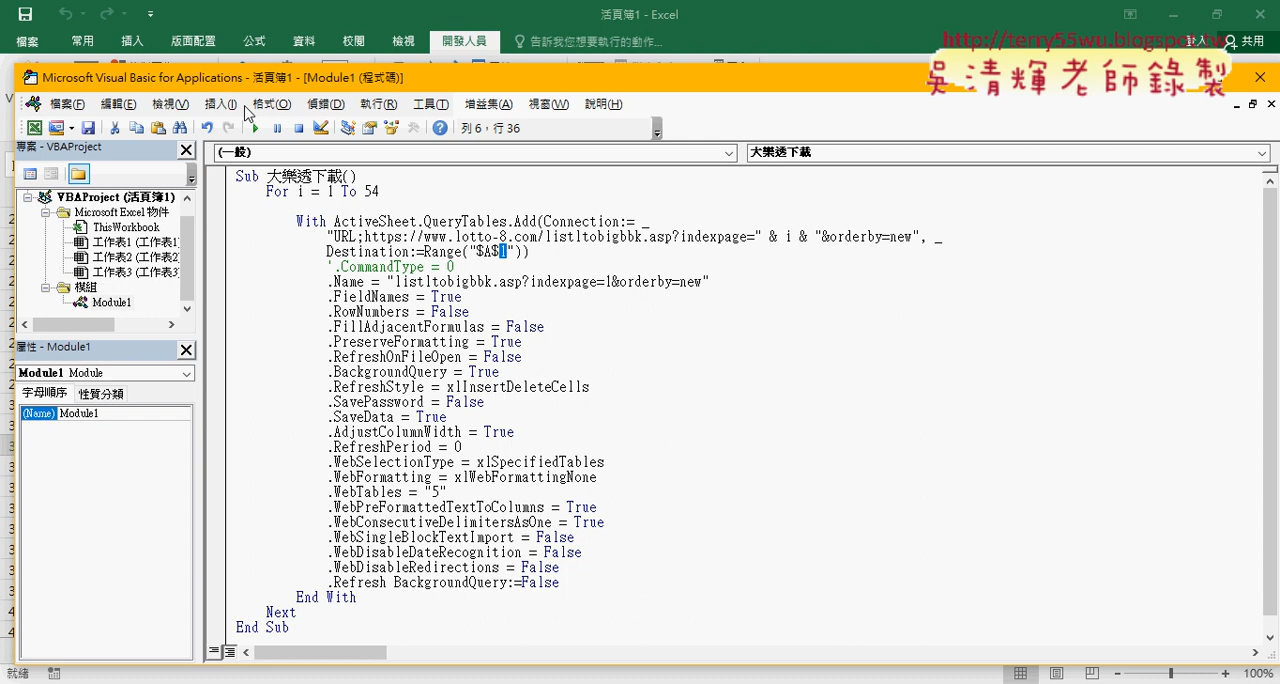 活頁簿1 - Excel
檔案 常用 插入 版面配置 公式 資料 校閱 檢視 開發人員 告訴我您想要執行的動作... 登入 共用
http://terry55wu.blogspot.tw
吳清輝老師錄製
Microsoft Visual Basic for Applications - 活頁簿1 - [Module1 (程式碼)]
檔案(F) 編輯(E) 檢視(V) 插入(I) 格式(O) 偵錯(D) 執行(R) 工具(T) 增益集(A) 視窗(W) 說明(H)
列 6，行 36
專案 - VBAProject
(一般) 大樂透下載
VBAProject (活頁簿1)
Microsoft Excel 物件
ThisWorkbook
工作表1 (工作表1)
工作表2 (工作表2)
工作表3 (工作表3)
模組
Module1
屬性 - Module1
Module1 Module
字母順序 性質分類
(Name) Module1
Sub 大樂透下載()
For i = 1 To 54
With ActiveSheet.QueryTables.Add(Connection:= _
"URL;https://www.lotto-8.com/listltobigbbk.asp?indexpage=" & i & "&orderby=new", _
Destination:=Range("$A$1"))
'.CommandType = 0
.Name = "listltobigbbk.asp?indexpage=1&orderby=new"
.FieldNames = True
.RowNumbers = False
.FillAdjacentFormulas = False
.PreserveFormatting = True
.RefreshOnFileOpen = False
.BackgroundQuery = True
.RefreshStyle = xlInsertDeleteCells
.SavePassword = False
.SaveData = True
.AdjustColumnWidth = True
.RefreshPeriod = 0
.WebSelectionType = xlSpecifiedTables
.WebFormatting = xlWebFormattingNone
.WebTables = "5"
.WebPreFormattedTextToColumns = True
.WebConsecutiveDelimitersAsOne = True
.WebSingleBlockTextImport = False
.WebDisableDateRecognition = False
.WebDisableRedirections = False
.Refresh BackgroundQuery:=False
End With
Next
End Sub
就緒 100%